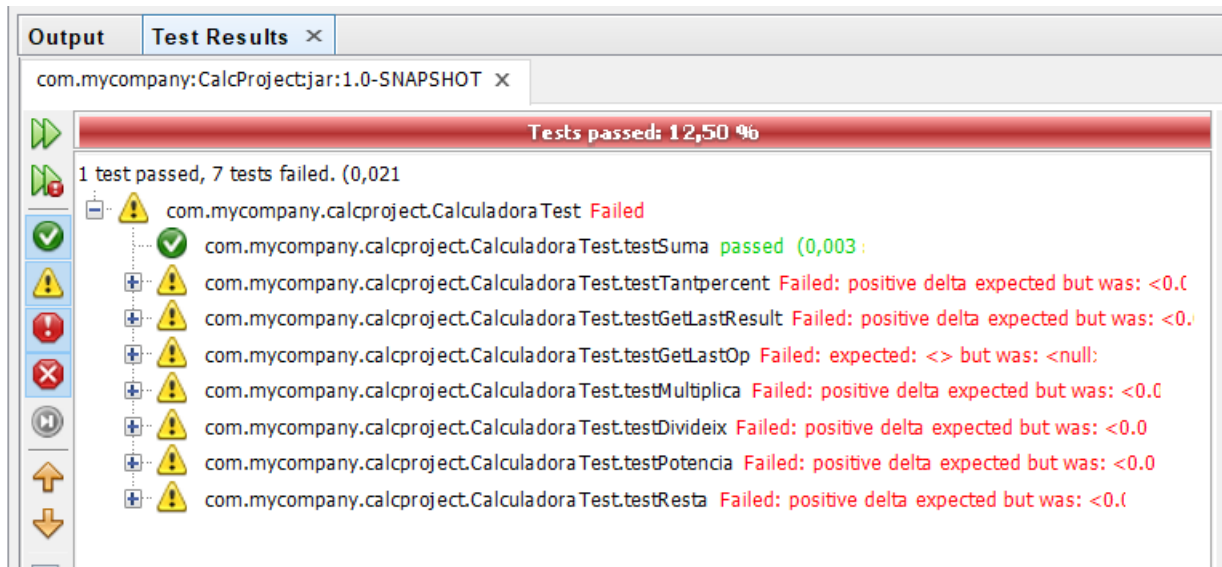 Output Test Results ×
com.mycompany:CalcProject:jar:1.0-SNAPSHOT ×
Tests passed: 12,50 %
1 test passed, 7 tests failed. (0,021
com.mycompany.calcproject.CalculadoraTest Failed
com.mycompany.calcproject.CalculadoraTest.testSuma passed (0,003
com.mycompany.calcproject.CalculadoraTest.testTantpercent Failed: positive delta expected but was: <0.0
com.mycompany.calcproject.CalculadoraTest.testGetLastResult Failed: positive delta expected but was: <0.
com.mycompany.calcproject.CalculadoraTest.testGetLastOp Failed: expected: <> but was: <null>
com.mycompany.calcproject.CalculadoraTest.testMultiplica Failed: positive delta expected but was: <0.0
com.mycompany.calcproject.CalculadoraTest.testDivideix Failed: positive delta expected but was: <0.0
com.mycompany.calcproject.CalculadoraTest.testPotencia Failed: positive delta expected but was: <0.0
com.mycompany.calcproject.CalculadoraTest.testResta Failed: positive delta expected but was: <0.(